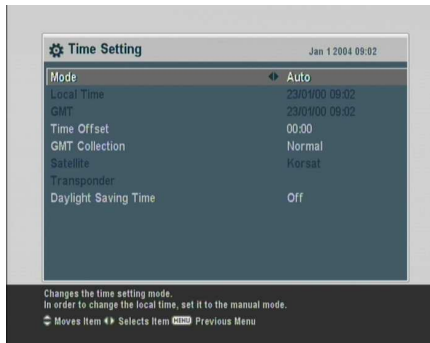 Time Setting
Jan 1 2004 09:02
Mode Auto
Local Time 23/01/00 09:02
GMT 23/01/00 09:02
Time Offset 00:00
GMT Collection Normal
Satellite Korsat
Transponder
Daylight Saving Time Off
Changes the time setting mode.
In order to change the local time, set it to the manual mode.
Moves Item Selects Item MENU Previous Menu